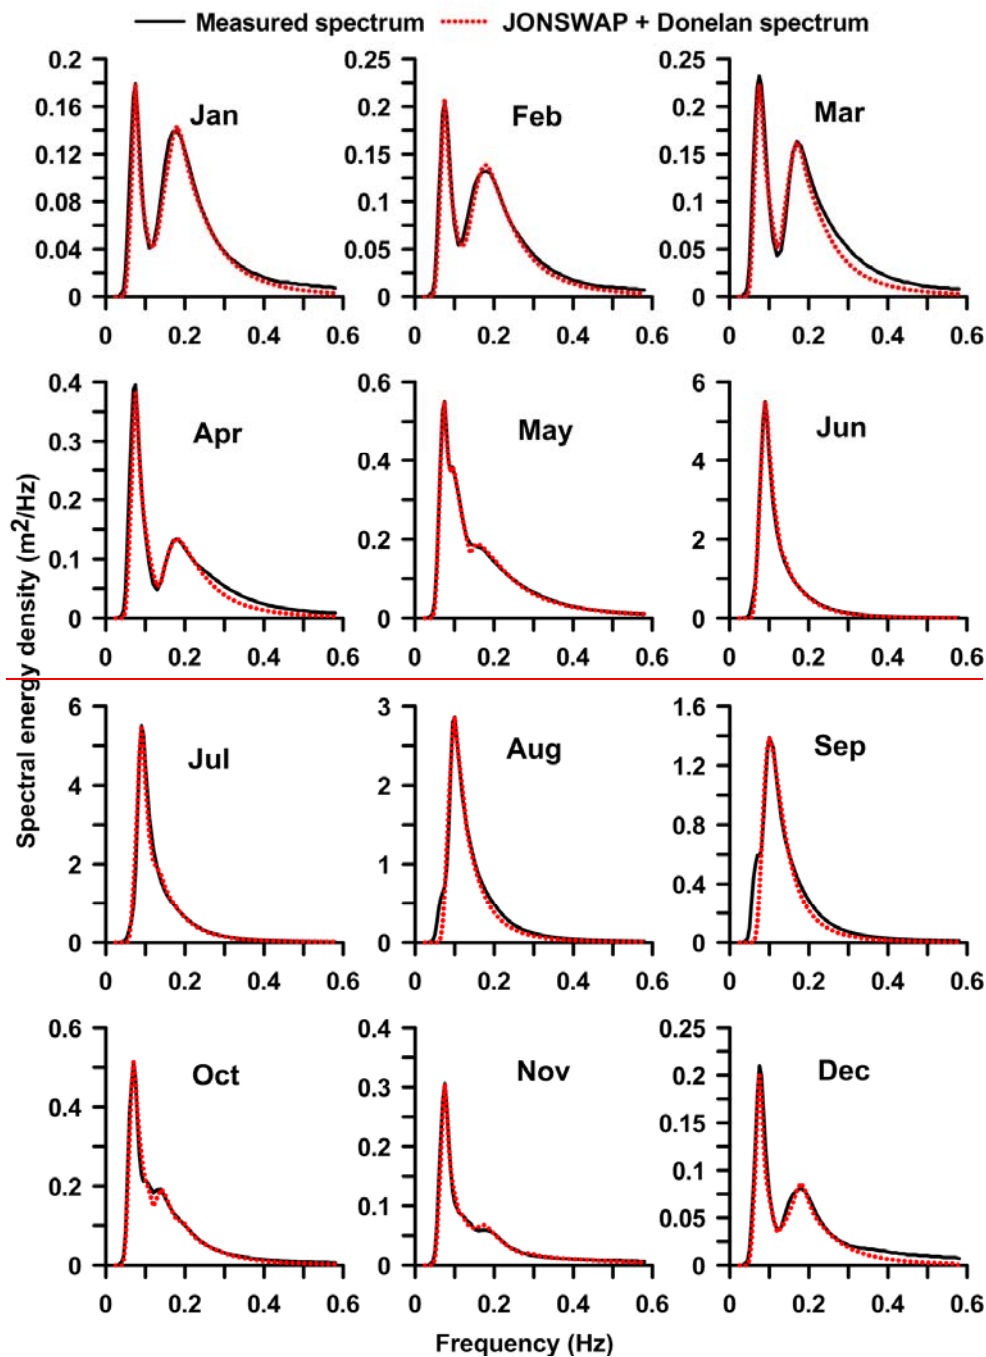 Measured spectrum JONSWAP + Donelan spectrum
0.2 0.25 0.25
Jan Feb Mar
0.16 0.2 0.2
0.12 0.15 0.15
0.08 0.1 0.1
0.04 0.05 0.05
0 0 0
0 0.2 0.4 0.6 0 0.2 0.4 0.6 0 0.2 0.4 0.6
0.4 0.6 6
Apr May Jun
0.3 0.4 4
0.2 0.2 2
0.1
0 0 0
0 0.2 0.4 0.6 0 0.2 0.4 0.6 0 0.2 0.4 0.6
Spectral energy density (m²/Hz)
6 3 1.6
Jul Aug Sep
4 2 1.2
0.8
2 1 0.4
0 0 0
0 0.2 0.4 0.6 0 0.2 0.4 0.6 0 0.2 0.4 0.6
0.6 0.4 0.25
Oct Nov Dec
0.4 0.3 0.2
0.2 0.15
0.2 0.1 0.1
0.05
0 0 0
0 0.2 0.4 0.6 0 0.2 0.4 0.6 0 0.2 0.4 0.6
Frequency (Hz)